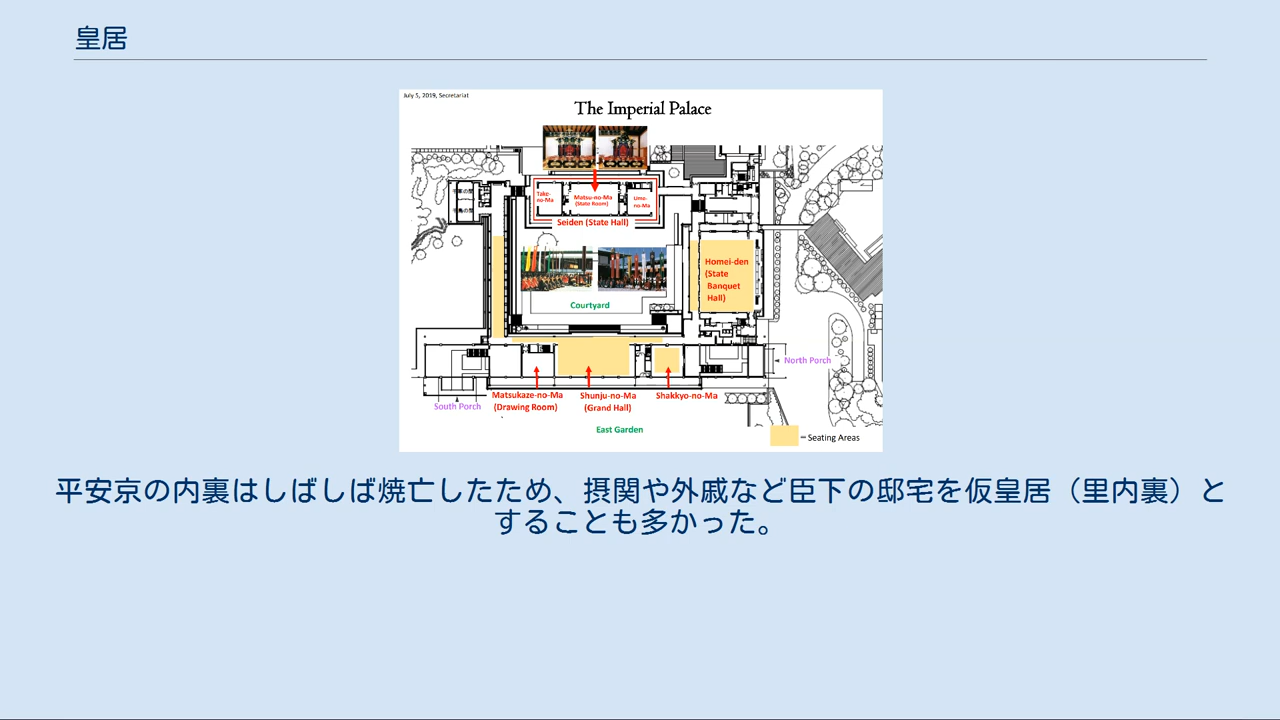 皇居
July 5, 2019, Secretariat
The Imperial Palace
Take-
no-Ma
Matsu-no-Ma
(State Room)
Ume-
no-Ma
Seiden (State Hall)
Homei-den
(State
Banquet
Hall)
Courtyard
North Porch
South Porch
Matsukaze-no-Ma
(Drawing Room)
Shunju-no-Ma
(Grand Hall)
Shakkyo-no-Ma
East Garden
= Seating Areas
平安京の内裏はしばしば焼亡したため、摂関や外戚など臣下の邸宅を仮皇居（里内裏）と
することも多かった。